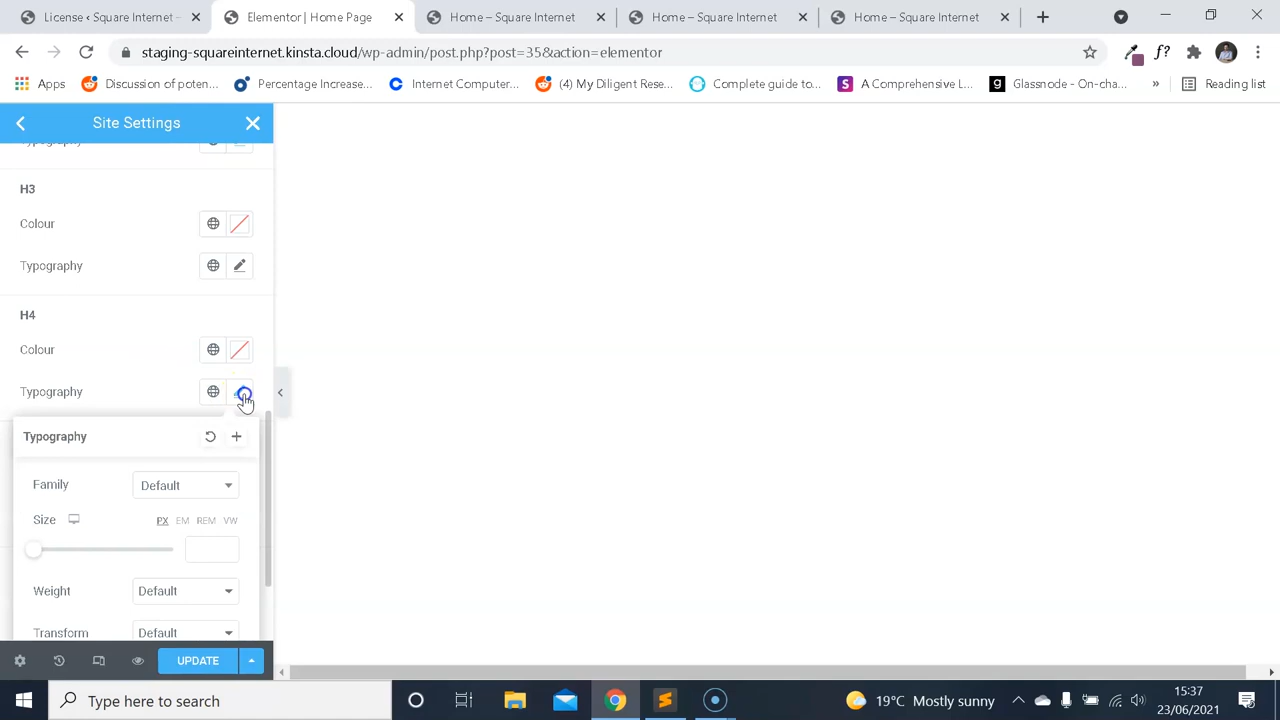 License ‹ Square Internet -
Elementor | Home Page
Home – Square Internet
Home – Square Internet
Home – Square Internet
staging-squareinternet.kinsta.cloud/wp-admin/post.php?post=35&action=elementor
f?
Apps
Discussion of poten...
Percentage Increase...
Internet Computer...
(4) My Diligent Rese...
Complete guide to...
A Comprehensive L...
Glassnode - On-cha...
»
Reading list
Site Settings
Typography
H3
Colour
Typography
H4
Colour
Typography
Typography
Family
Default
Size
PX EM REM VW
Weight
Default
Transform
Default
UPDATE
Type here to search
19°C Mostly sunny
15:37
23/06/2021